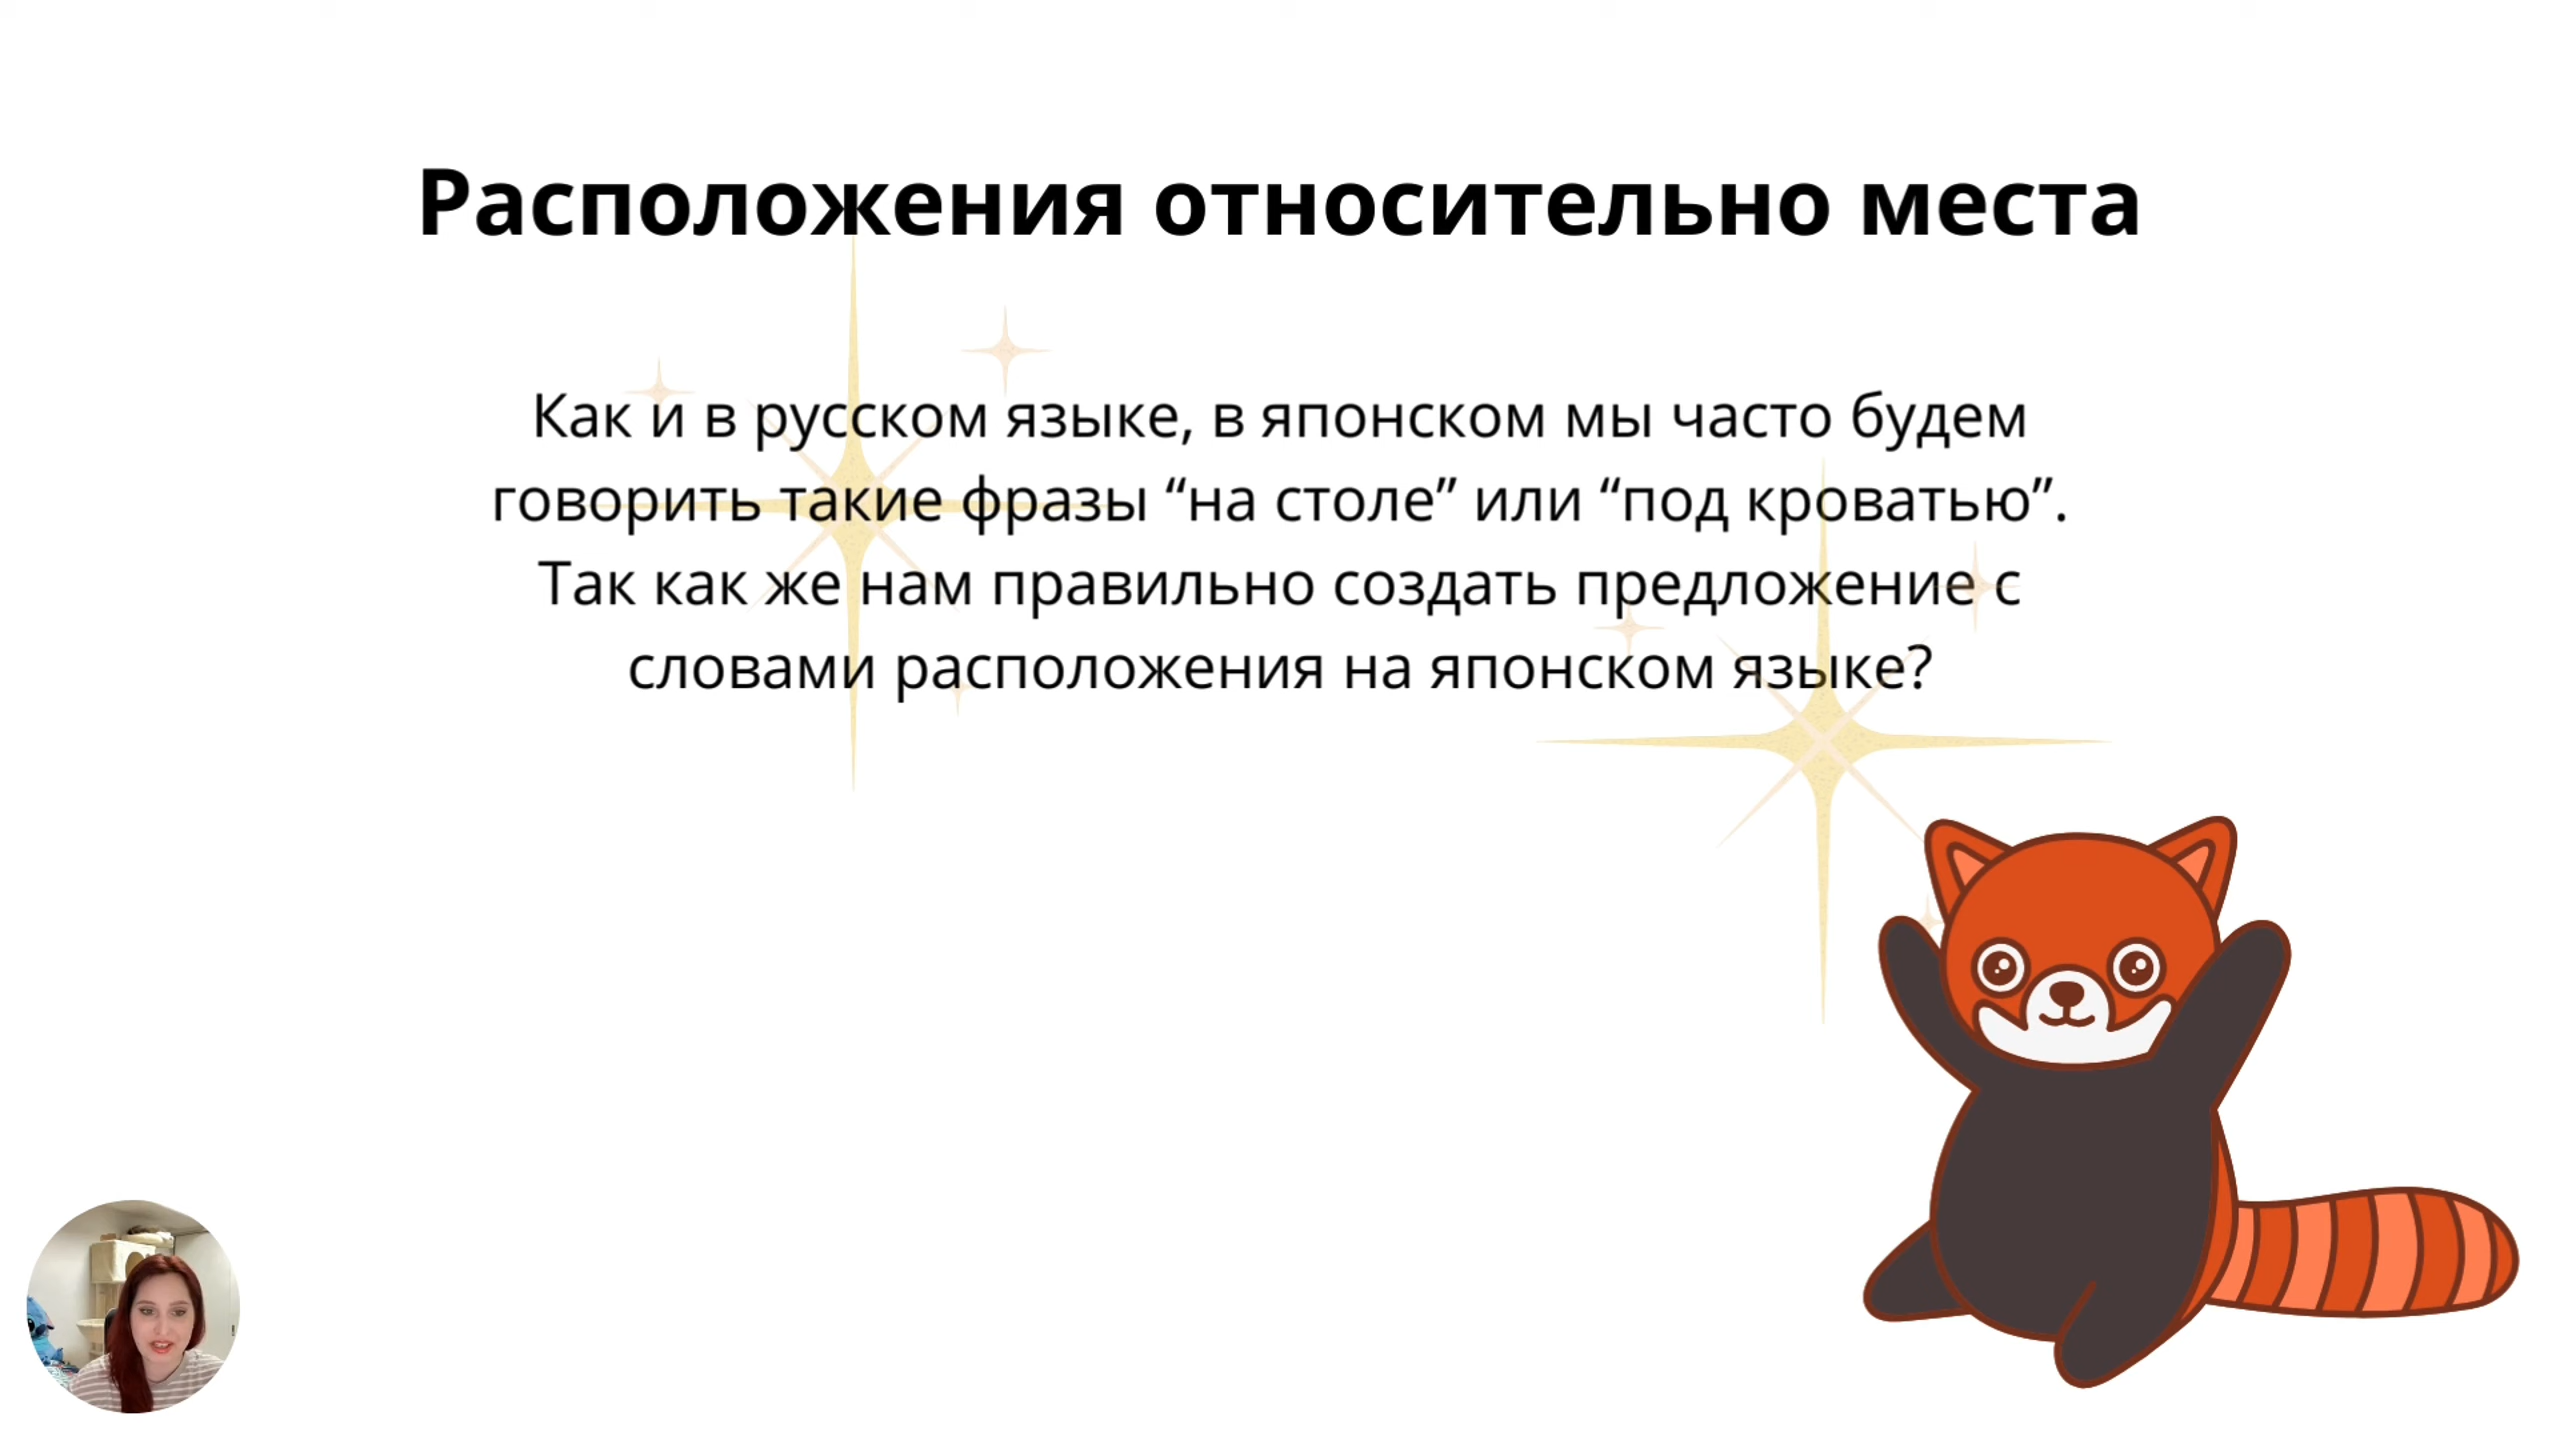 Расположения относительно места
Как и в русском языке, в японском мы часто будем
говорить такие фразы “на столе” или “под кроватью”.
Так как же нам правильно создать предложение с
словами расположения на японском языке?